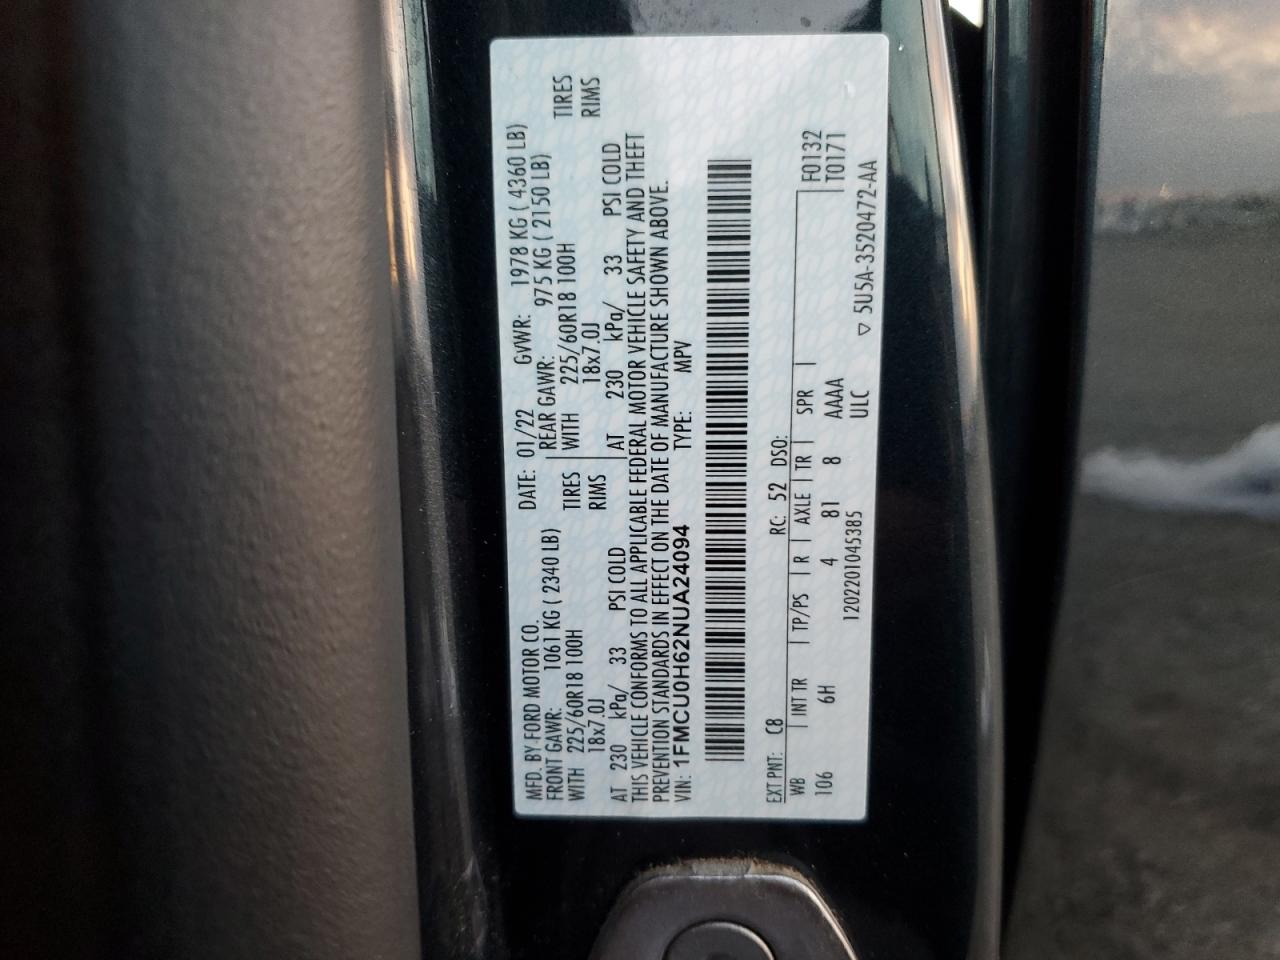 MFD. BY FORD MOTOR CO. DATE: 01/22 GVWR: 1978 KG ( 4360 LB)
FRONT GAWR: 1061 KG ( 2340 LB) REAR GAWR: 975 KG ( 2150 LB)
WITH 225/60R18 100H TIRES WITH 225/60R18 100H TIRES
18x7.0J RIMS 18x7.0J RIMS
AT 230 kPa/ 33 PSI COLD AT 230 kPa/ 33 PSI COLD
THIS VEHICLE CONFORMS TO ALL APPLICABLE FEDERAL MOTOR VEHICLE SAFETY AND THEFT
PREVENTION STANDARDS IN EFFECT ON THE DATE OF MANUFACTURE SHOWN ABOVE.
VIN: 1FMCU0H62NUA24094 TYPE: MPV
EXT PNT: C8 RC: 52 DSO:
WB INT TR TP/PS R AXLE TR SPR F0132
106 6H 4 81 8 AAAA T0171
1202201045385 ULC ▽ 5U5A-3520472-AA